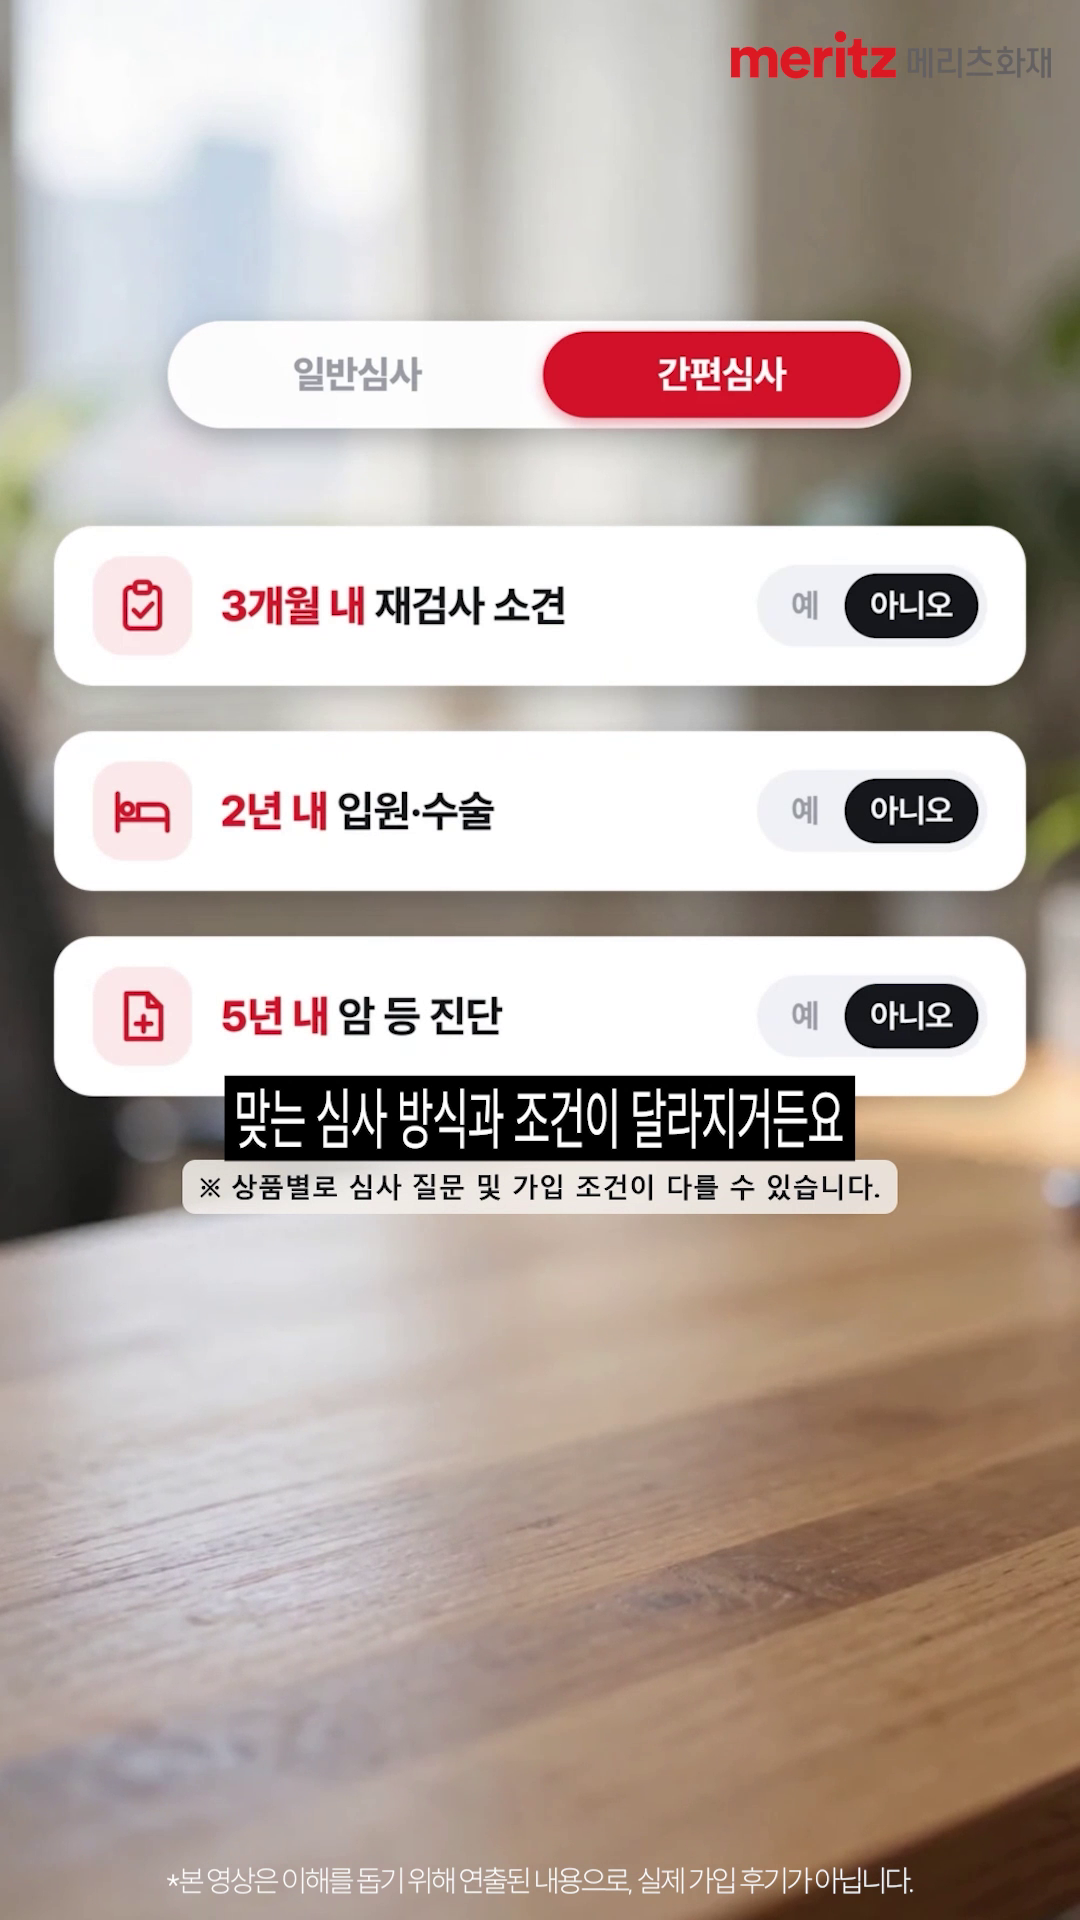 meritz 메리츠화재
일반심사 간편심사
3개월 내 재검사 소견 예 아니오
2년 내 입원·수술 예 아니오
5년 내 암 등 진단 예 아니오
맞는 심사 방식과 조건이 달라지거든요
※ 상품별로 심사 질문 및 가입 조건이 다를 수 있습니다.
*본 영상은 이해를 돕기 위해 연출된 내용으로, 실제 가입 후기가 아닙니다.